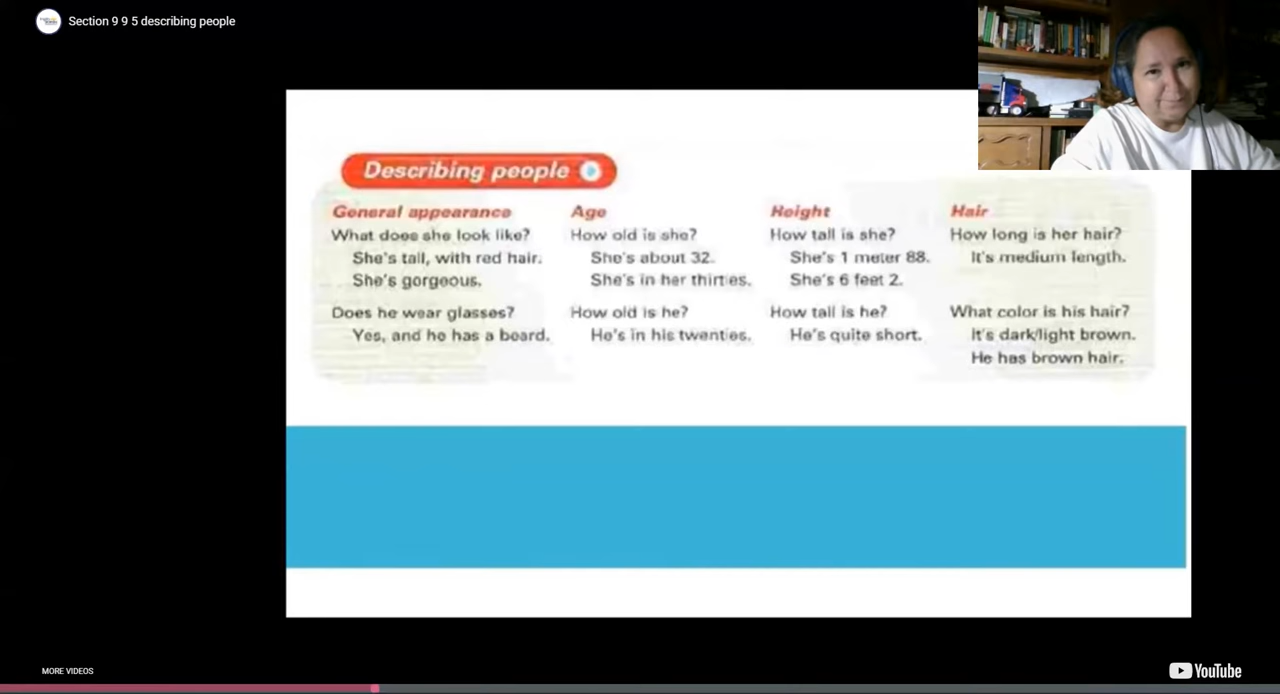 Section 9 9 5 describing people
Describing people
General appearance
What does she look like?
She's tall, with red hair.
She's gorgeous.
Does he wear glasses?
Yes, and he has a beard.
Age
How old is she?
She's about 32.
She's in her thirties.
How old is he?
He's in his twenties.
Height
How tall is she?
She's 1 meter 88.
She's 6 feet 2.
How tall is he?
He's quite short.
Hair
How long is her hair?
It's medium length.
What color is his hair?
It's dark/light brown.
He has brown hair.
MORE VIDEOS
YouTube